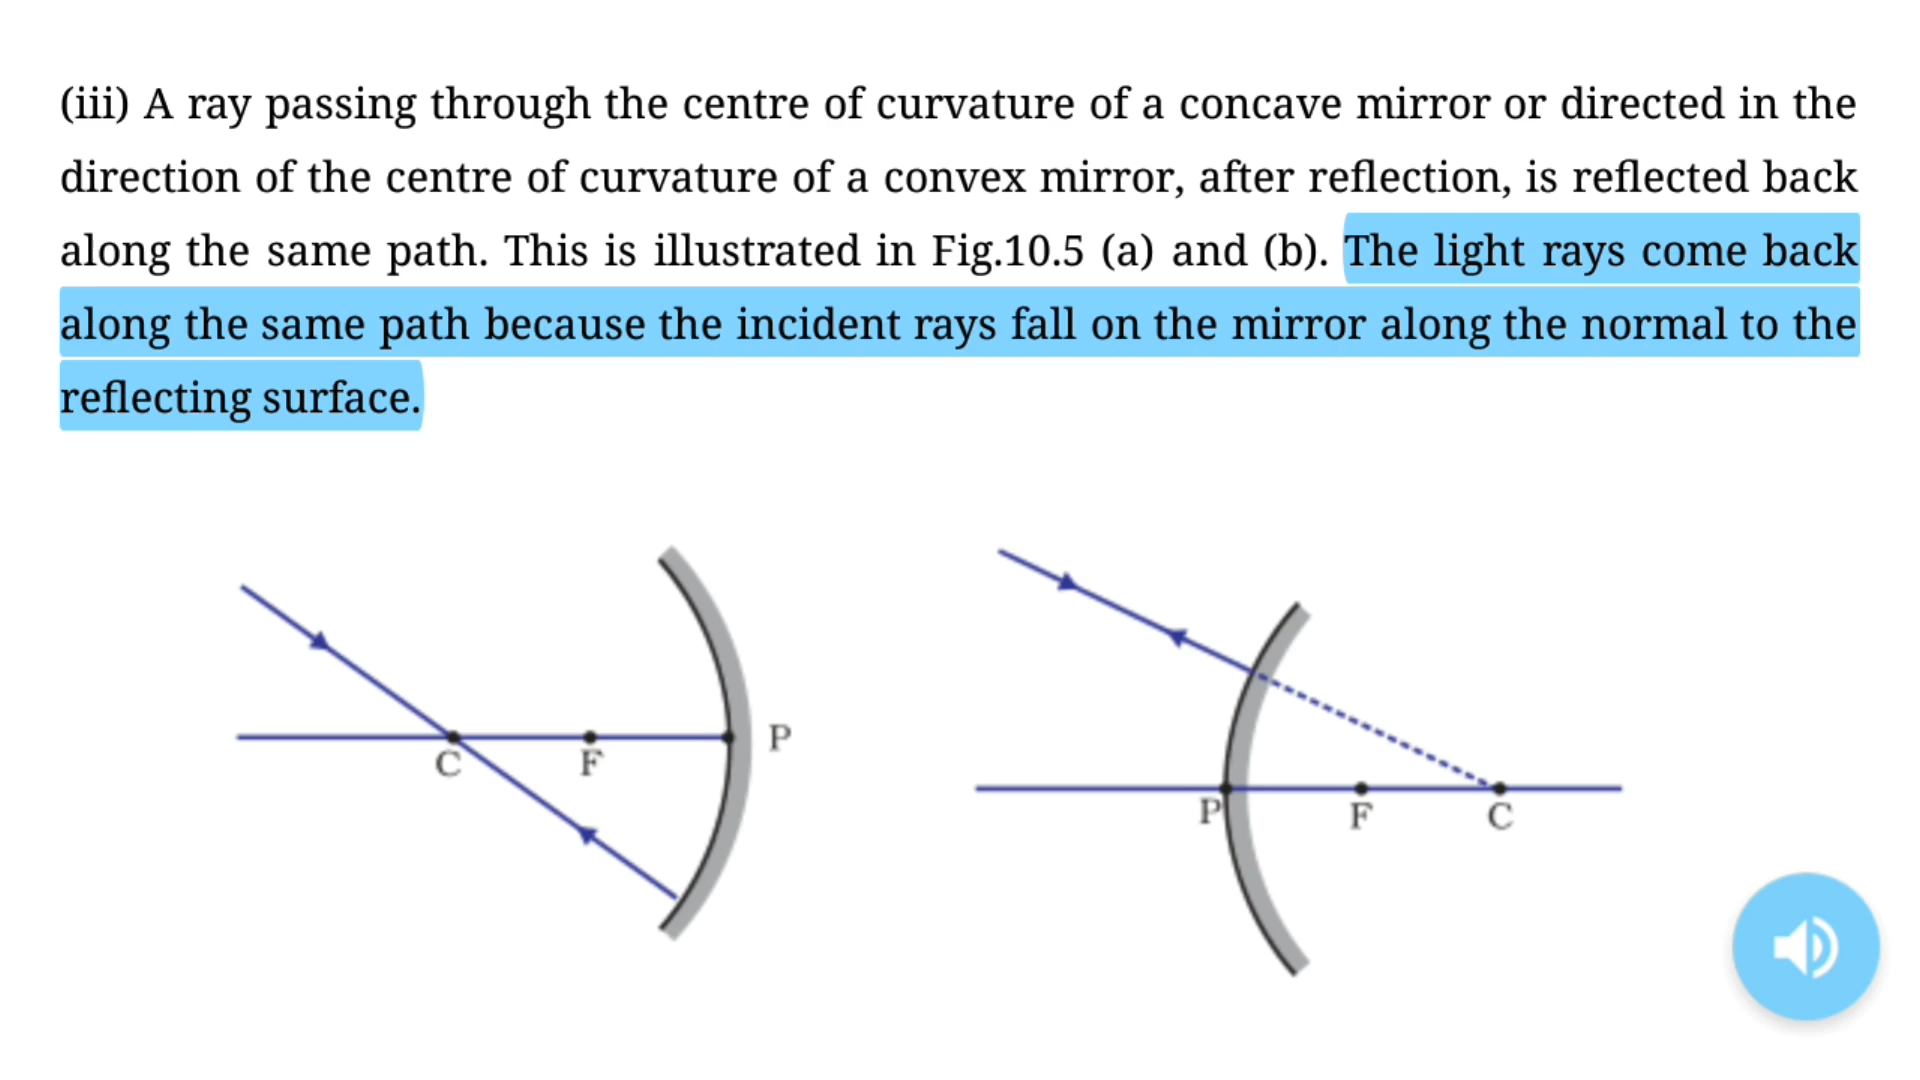 (iii) A ray passing through the centre of curvature of a concave mirror or directed in the
direction of the centre of curvature of a convex mirror, after reflection, is reflected back
along the same path. This is illustrated in Fig.10.5 (a) and (b). The light rays come back
along the same path because the incident rays fall on the mirror along the normal to the
reflecting surface.
C F P
P F C